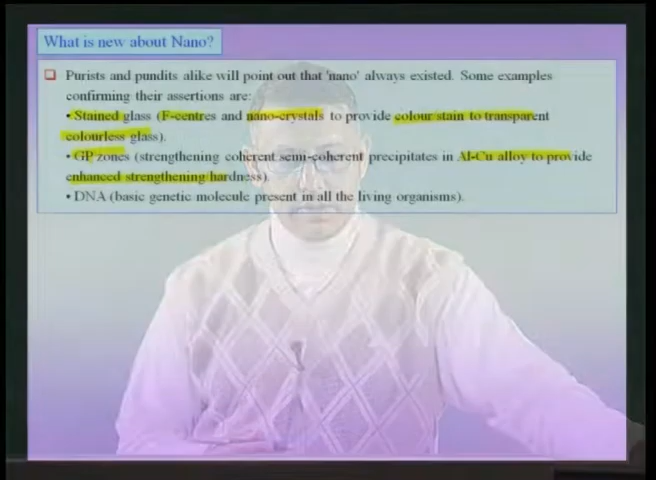 What is new about Nano?
Purists and pundits alike will point out that 'nano' always existed. Some examples
confirming their assertions are:
• Stained glass (F-centres and nano-crystals to provide colour stain to transparent
colourless glass).
• GP zones (strengthening coherent semi-coherent precipitates in Al-Cu alloy to provide
enhanced strengthening hardness).
• DNA (basic genetic molecule present in all the living organisms).